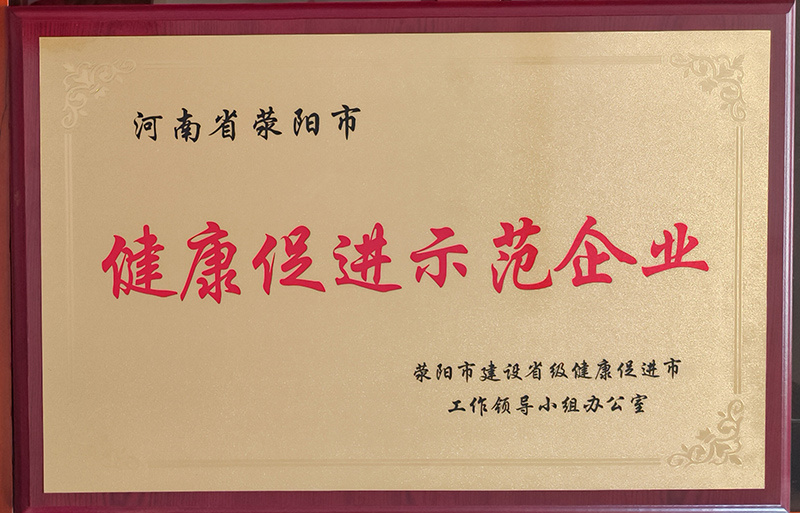 河南省荥阳市
健康促进示范企业
荥阳市建设省级健康促进市
工作领导小组办公室